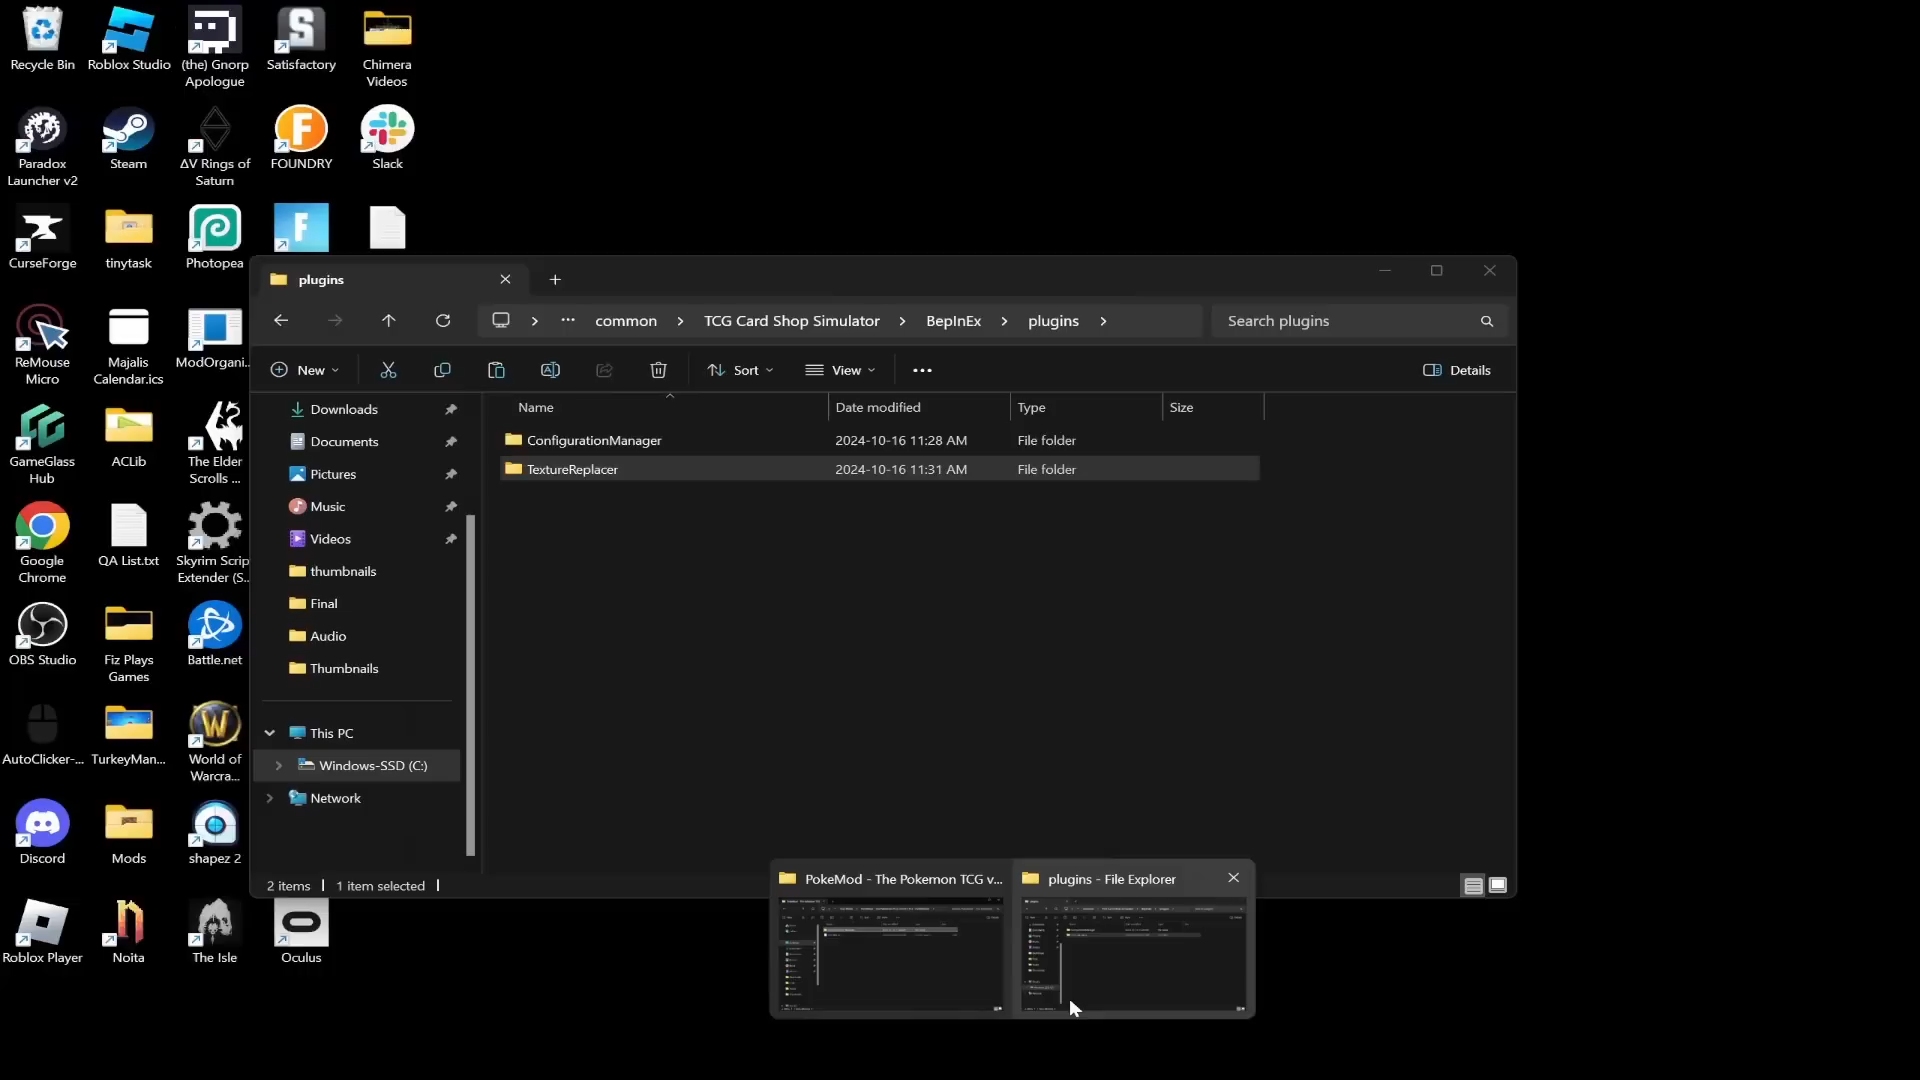 Recycle Bin
Roblox Studio
(the) Gnorp
Apologue
Satisfactory
Chimera
Videos
Paradox
Launcher v2
Steam
ΔV Rings of
Saturn
FOUNDRY
Slack
CurseForge
tinytask
Photopea
plugins
common
TCG Card Shop Simulator
BepInEx
plugins
Search plugins
ReMouse
Micro
Majalis
Calendar.ics
ModOrgani...
New
Sort
View
Details
Name
Date modified
Type
Size
Downloads
Documents
Pictures
Music
Videos
thumbnails
Final
Audio
Thumbnails
This PC
Windows-SSD (C:)
Network
ConfigurationManager
2024-10-16 11:28 AM
File folder
TextureReplacer
2024-10-16 11:31 AM
File folder
GameGlass
Hub
ACLib
The Elder
Scrolls ...
Google
Chrome
QA List.txt
Skyrim Scrip
Extender (S...
OBS Studio
Fiz Plays
Games
Battle.net
AutoClicker-...
TurkeyMan...
World of
Warcra...
Discord
Mods
shapez 2
2 items
1 item selected
PokeMod - The Pokemon TCG v...
plugins - File Explorer
Roblox Player
Noita
The Isle
Oculus